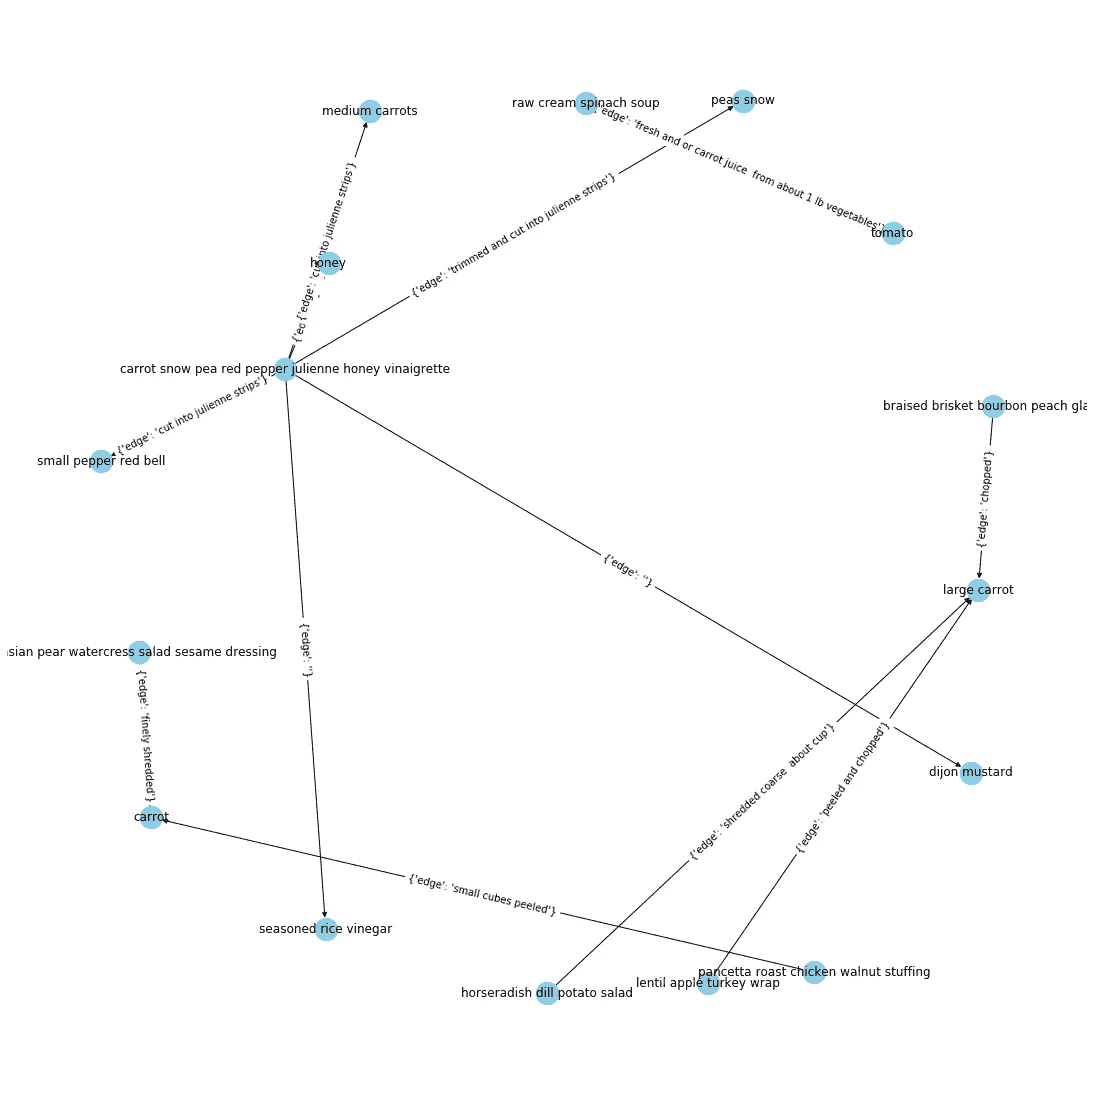 raw cream spinach soup
peas snow
medium carrots
{'edge': 'fresh and or carrot juice  from about 1 lb vegetables'}
{'edge': 'cut into julienne strips'}
{'edge': 'trimmed and cut into julienne strips'}
tomato
honey
carrot snow pea red pepper julienne honey vinaigrette
{'edge': 'cut into julienne strips'}
braised brisket bourbon peach
small pepper red bell
{'edge': 'chopped'}
{'edge': ''}
large carrot
{'edge': ''}
pear watercress salad sesame dressing
{'edge': 'finely shredded'}
{'edge': 'shredded coarse  about cup'}
{'edge': 'peeled and chopped'}
dijon mustard
carrot
{'edge': 'small cubes peeled'}
seasoned rice vinegar
pancetta roast chicken walnut stuffing
lentil apple turkey wrap
horseradish dill potato salad